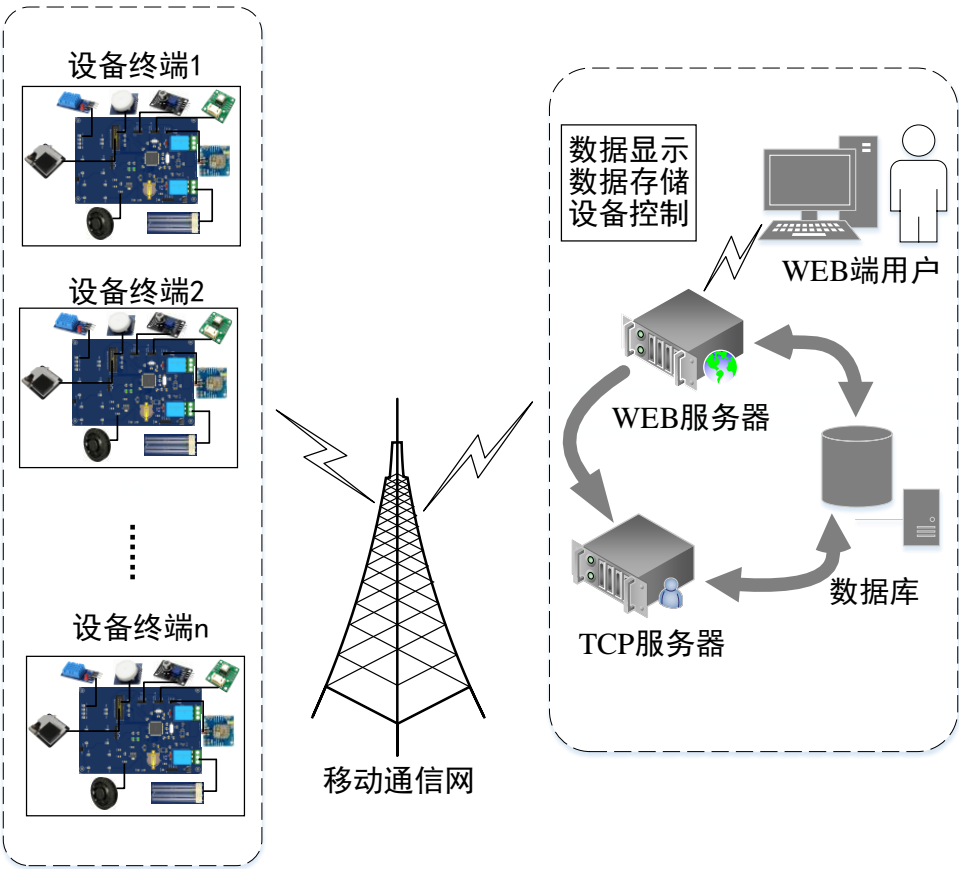 设备终端1
设备终端2
设备终端n
移动通信网
数据显示
数据存储
设备控制
WEB端用户
WEB服务器
数据库
TCP服务器